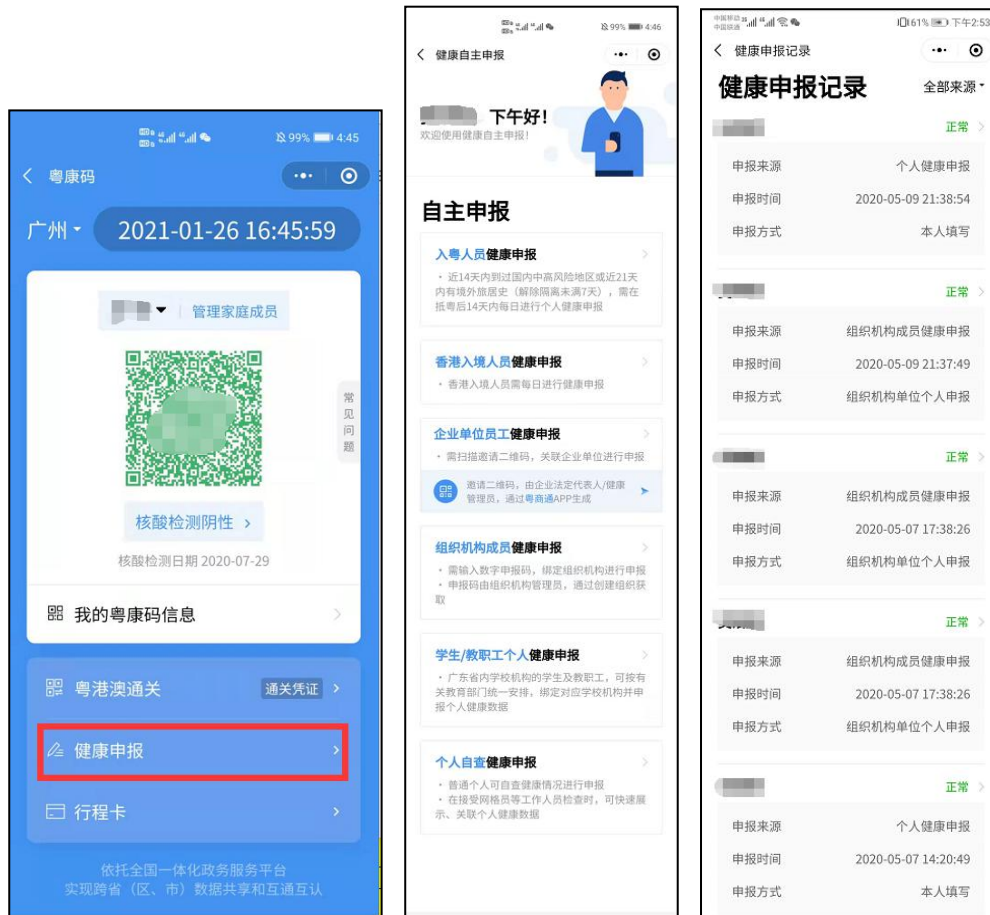 99% 4:45
粤康码
广州
2021-01-26 16:45:59
管理家庭成员
常见问题
核酸检测阴性
核酸检测日期 2020-07-29
我的粤康码信息
粤港澳通关
通关凭证
健康申报
行程卡
依托全国一体化政务服务平台
实现跨省（区、市）数据共享和互通互认
99% 4:46
健康自主申报
下午好!
欢迎使用健康自主申报!
自主申报
入粤人员健康申报
· 近14天内到过国内中高风险地区或近21天
内有境外旅居史（解除隔离未满7天），需在
抵粤后14天内每日进行个人健康申报
香港入境人员健康申报
· 香港入境人员需每日进行健康申报
企业单位员工健康申报
· 需扫描邀请二维码，关联企业单位进行申报
邀请二维码，由企业法定代表人/健康
管理员，通过粤商通APP生成
组织机构成员健康申报
· 需输入数字申报码，绑定组织机构进行申报
· 申报码由组织机构管理员，通过创建组织获
取
学生/教职工个人健康申报
· 广东省内学校机构的学生及教职工，可按有
关教育部门统一安排，绑定对应学校机构并申
报个人健康数据
个人自查健康申报
· 普通个人可自查健康情况进行申报
· 在接受网格员等工作人员检查时，可快速展
示、关联个人健康数据
中国移动
中国联通
61% 下午2:53
健康申报记录
健康申报记录
全部来源
正常
申报来源 个人健康申报
申报时间 2020-05-09 21:38:54
申报方式 本人填写
正常
申报来源 组织机构成员健康申报
申报时间 2020-05-09 21:37:49
申报方式 组织机构单位个人申报
正常
申报来源 组织机构成员健康申报
申报时间 2020-05-07 17:38:26
申报方式 组织机构单位个人申报
正常
申报来源 组织机构成员健康申报
申报时间 2020-05-07 17:38:26
申报方式 组织机构单位个人申报
正常
申报来源 个人健康申报
申报时间 2020-05-07 14:20:49
申报方式 本人填写